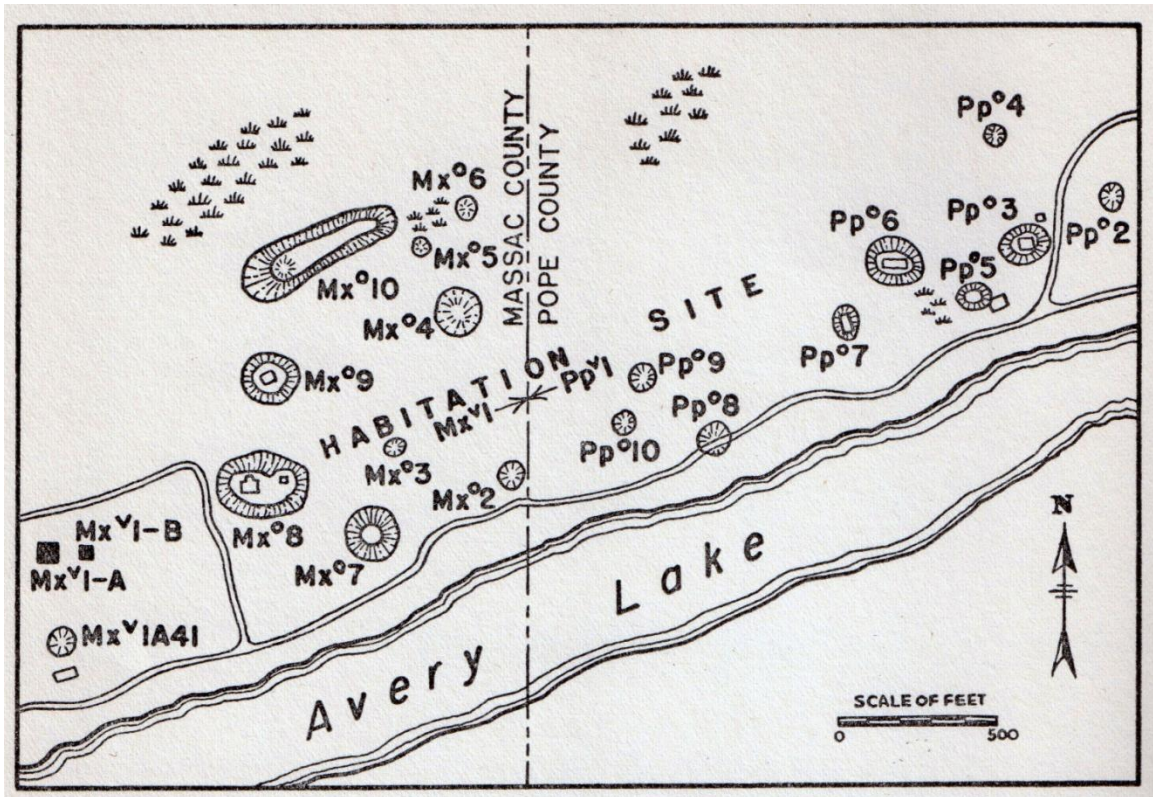 MASSAC COUNTY
POPE COUNTY
Ppº4
Mxº6
Ppº6
Ppº3
Ppº2
Mxº5
Ppº5
Mxº10
Mxº4
HABITATION SITE
Ppº7
Mxº9
Mxᵛ1
Ppᵛ1
Ppº9
Ppº8
Mxº3
Ppº10
Mxº2
Mxᵛ1-B
Mxº8
Mxᵛ1-A
Mxº7
Mxᵛ1A41
Avery Lake
N
SCALE OF FEET
0 500